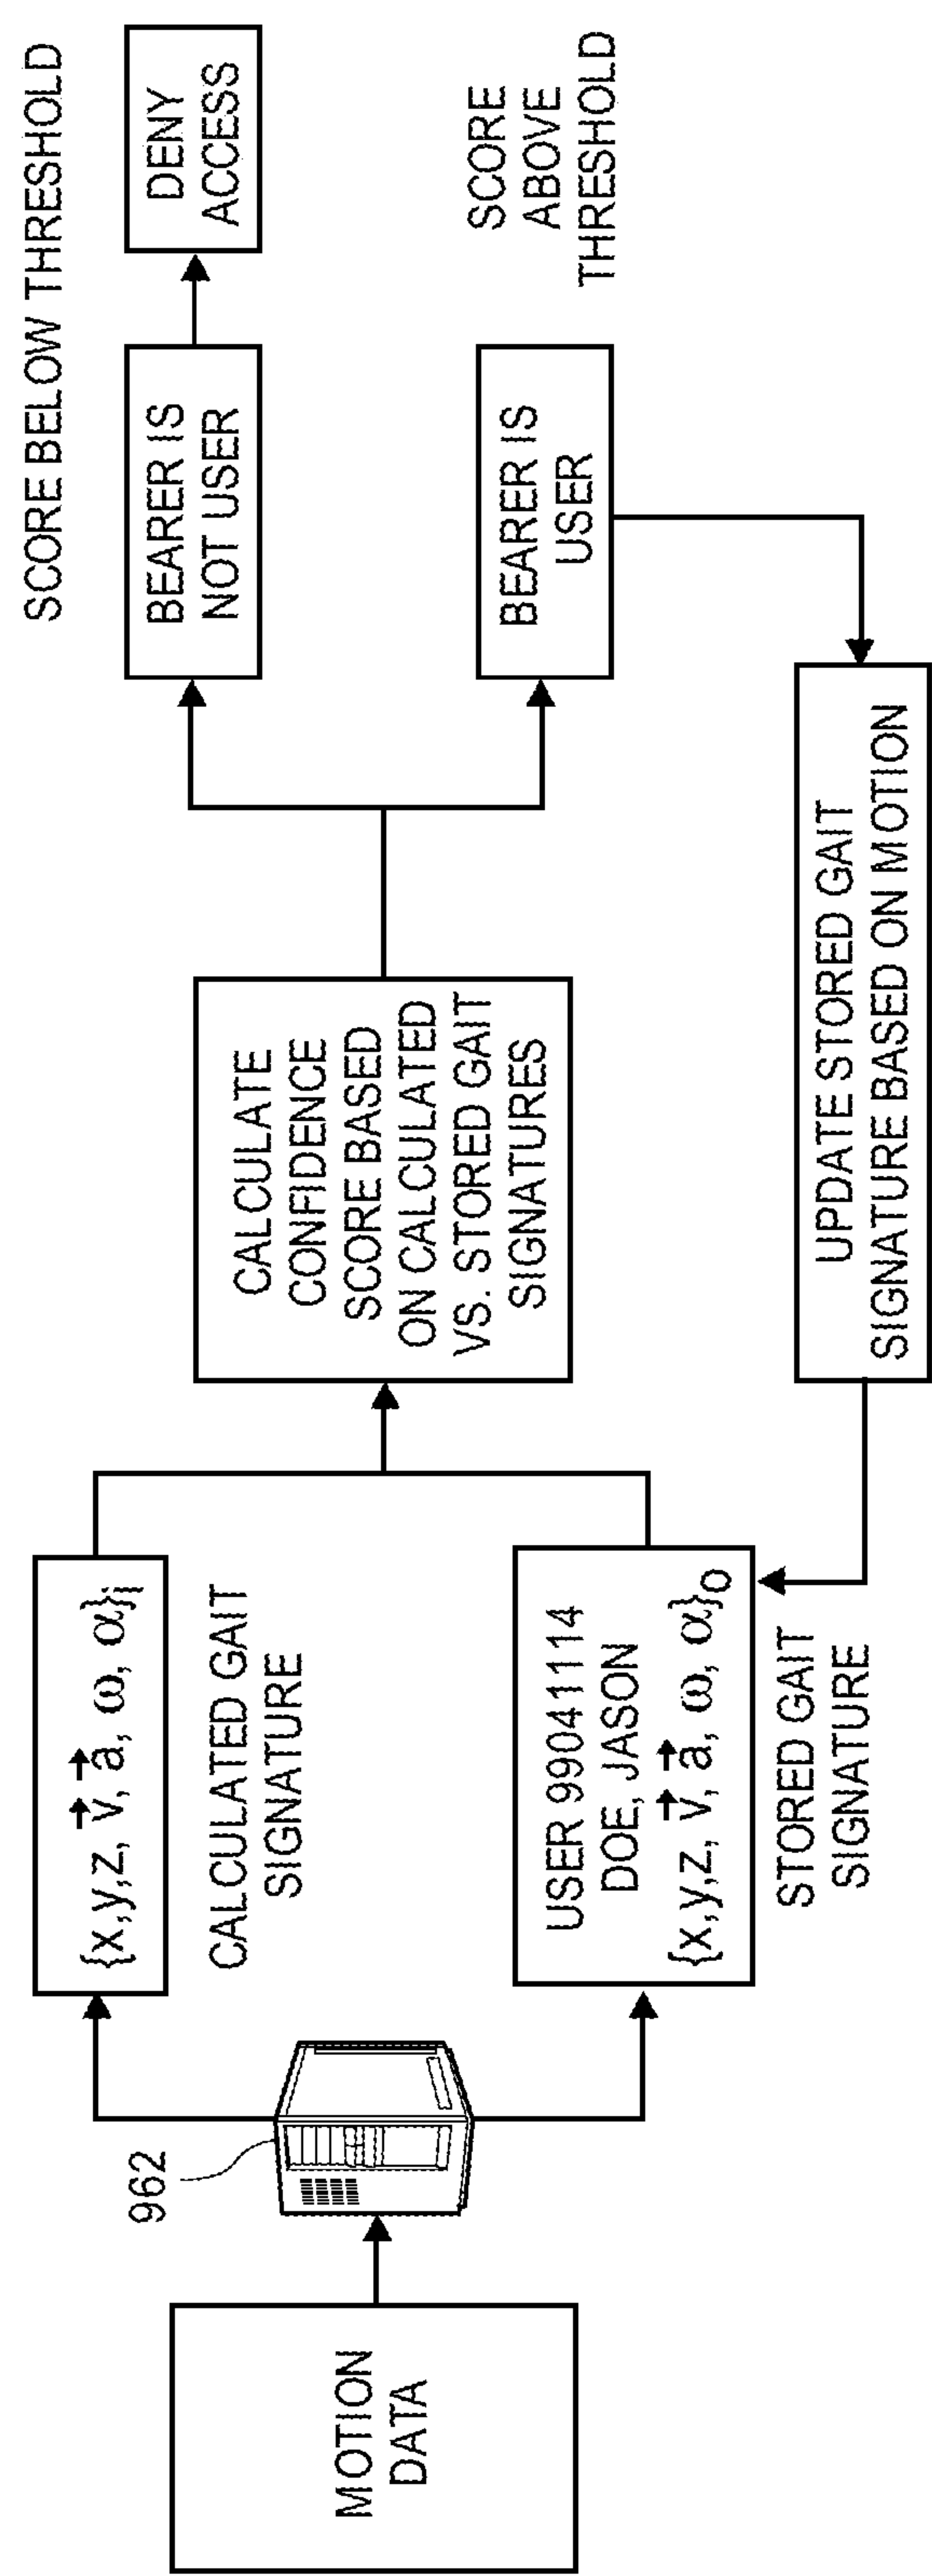 MOTION
DATA
962
{x,y,z, v⃗, a⃗, ω, α}i
CALCULATED GAIT
SIGNATURE
USER 99041114
DOE, JASON
{x,y,z, v⃗, a⃗, ω, α}o
STORED GAIT
SIGNATURE
CALCULATE
CONFIDENCE
SCORE BASED
ON CALCULATED
VS. STORED GAIT
SIGNATURES
SCORE BELOW THRESHOLD
BEARER IS
NOT USER
DENY
ACCESS
BEARER IS
USER
SCORE
ABOVE
THRESHOLD
UPDATE STORED GAIT
SIGNATURE BASED ON MOTION